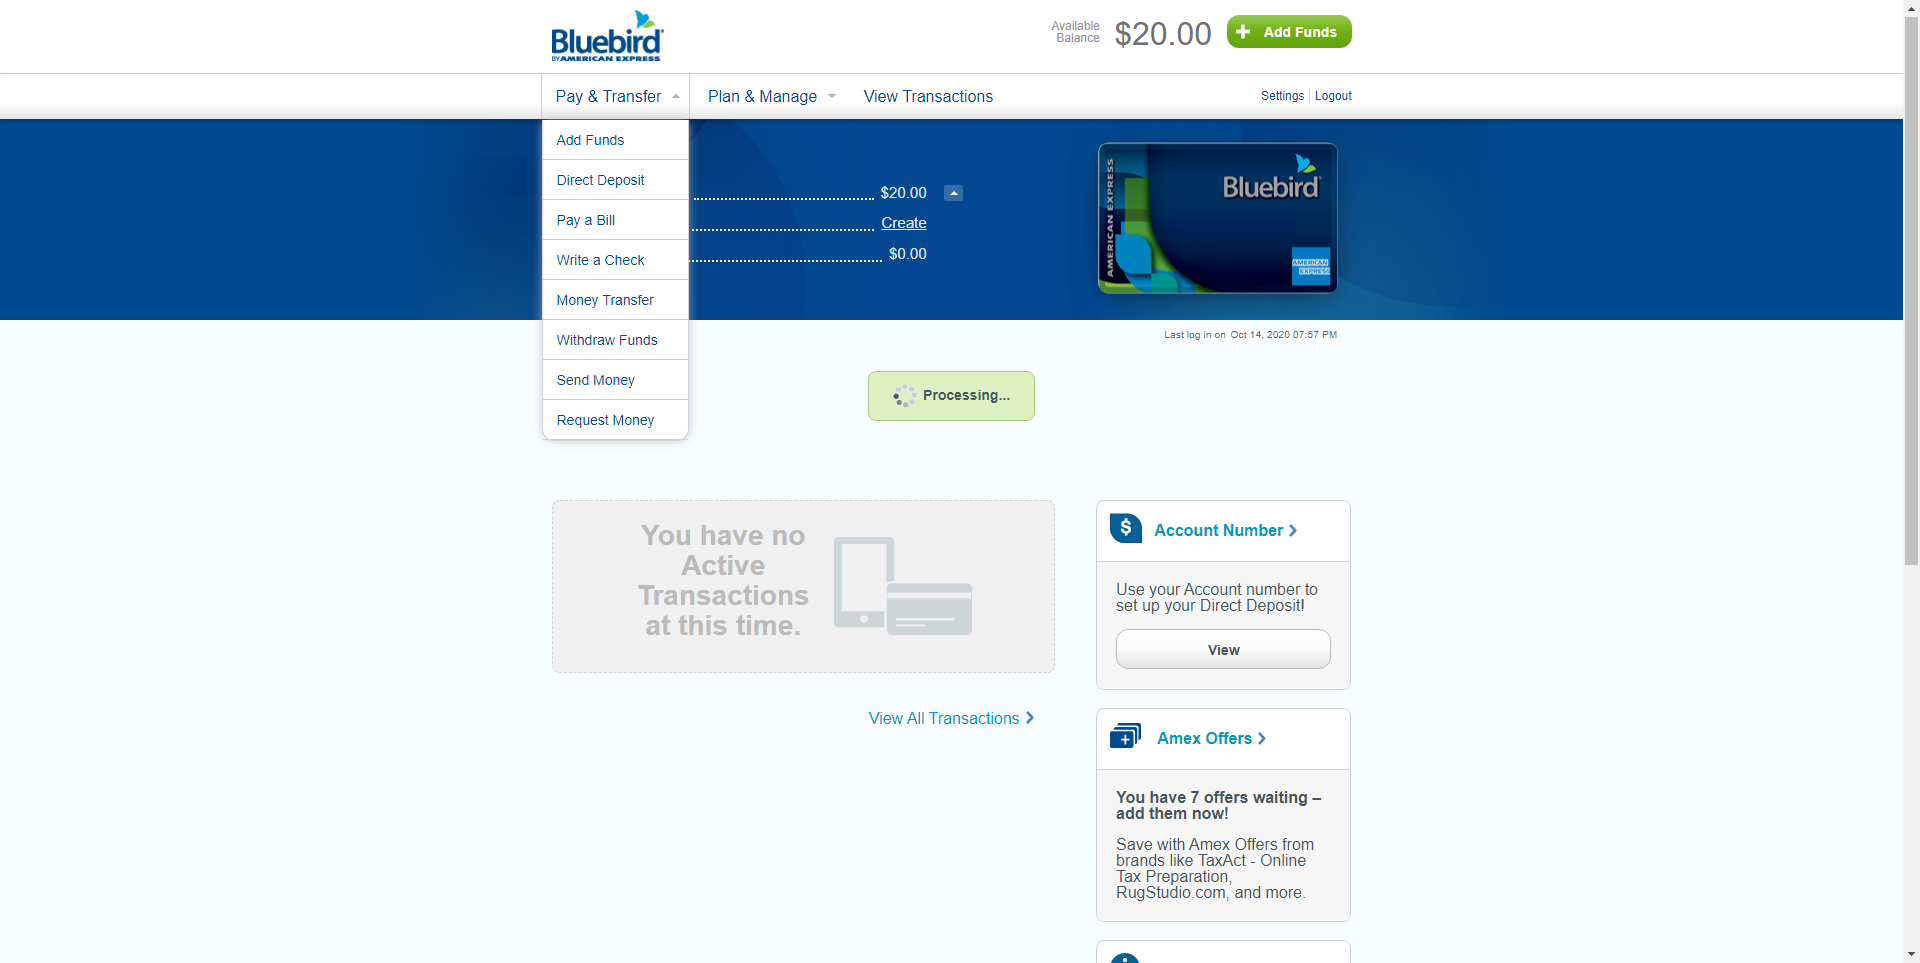 Bluebird
BY AMERICAN EXPRESS
Available
Balance
$20.00
Add Funds
Pay & Transfer
Plan & Manage
View Transactions
Settings
Logout
Add Funds
Direct Deposit
Pay a Bill
Write a Check
Money Transfer
Withdraw Funds
Send Money
Request Money
$20.00
Create
$0.00
AMERICAN EXPRESS
Bluebird
AMERICAN
EXPRESS
Last log in on Oct 14, 2020 07:57 PM
Processing...
You have no
Active
Transactions
at this time.
View All Transactions
$
Account Number
Use your Account number to
set up your Direct Deposit!
View
Amex Offers
You have 7 offers waiting –
add them now!
Save with Amex Offers from
brands like TaxAct - Online
Tax Preparation,
RugStudio.com, and more.